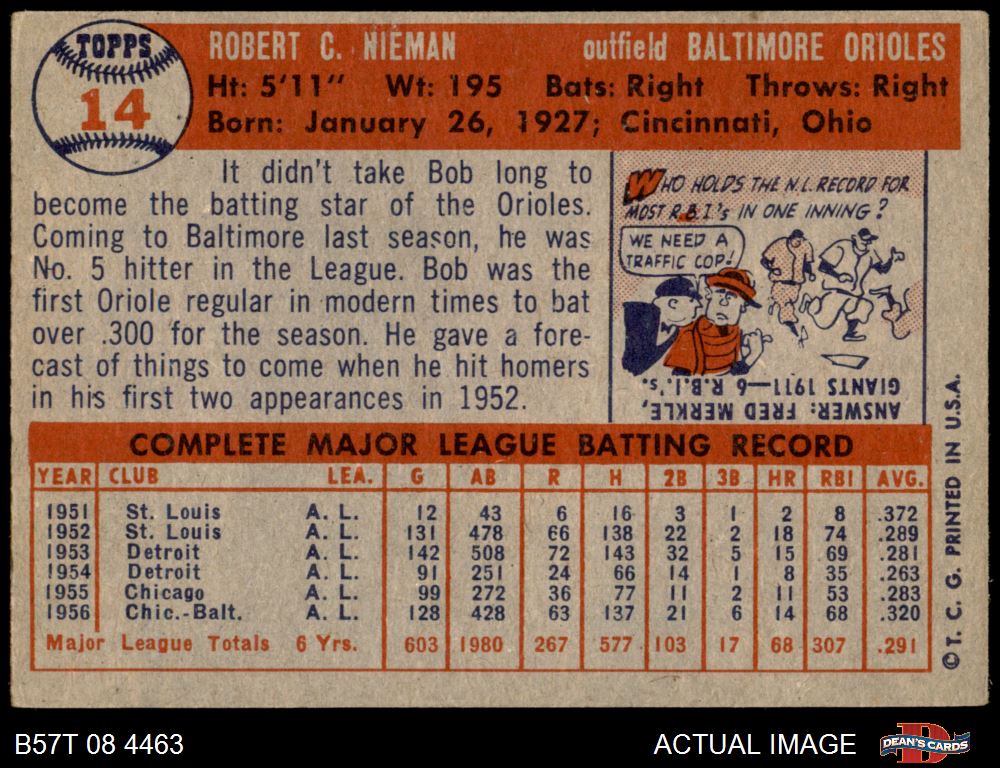 TOPPS
14
ROBERT C. NIEMAN outfield BALTIMORE ORIOLES
Ht: 5'11" Wt: 195 Bats: Right Throws: Right
Born: January 26, 1927; Cincinnati, Ohio
It didn't take Bob long to
become the batting star of the Orioles.
Coming to Baltimore last season, he was
No. 5 hitter in the League. Bob was the
first Oriole regular in modern times to bat
over .300 for the season. He gave a fore-
cast of things to come when he hit homers
in his first two appearances in 1952.
WHO HOLDS THE N.L. RECORD FOR
MOST R.B.I.'s IN ONE INNING?
WE NEED A
TRAFFIC COP!
ANSWER: FRED MERKLE,
GIANTS 1911—6 R.B.I.'s.
COMPLETE MAJOR LEAGUE BATTING RECORD
YEAR CLUB LEA. G AB R H 2B 3B HR RBI AVG.
1951 St. Louis A. L. 12 43 6 16 3 1 2 8 .372
1952 St. Louis A. L. 131 478 66 138 22 2 18 74 .289
1953 Detroit A. L. 142 508 72 143 32 5 15 69 .281
1954 Detroit A. L. 91 251 24 66 14 1 8 35 .263
1955 Chicago A. L. 99 272 36 77 11 2 11 53 .283
1956 Chic.-Balt. A. L. 128 428 63 137 21 6 14 68 .320
Major League Totals 6 Yrs. 603 1980 267 577 103 17 68 307 .291
© T. C. G. PRINTED IN U.S.A.
B57T 08 4463
ACTUAL IMAGE
DEAN'S CARDS